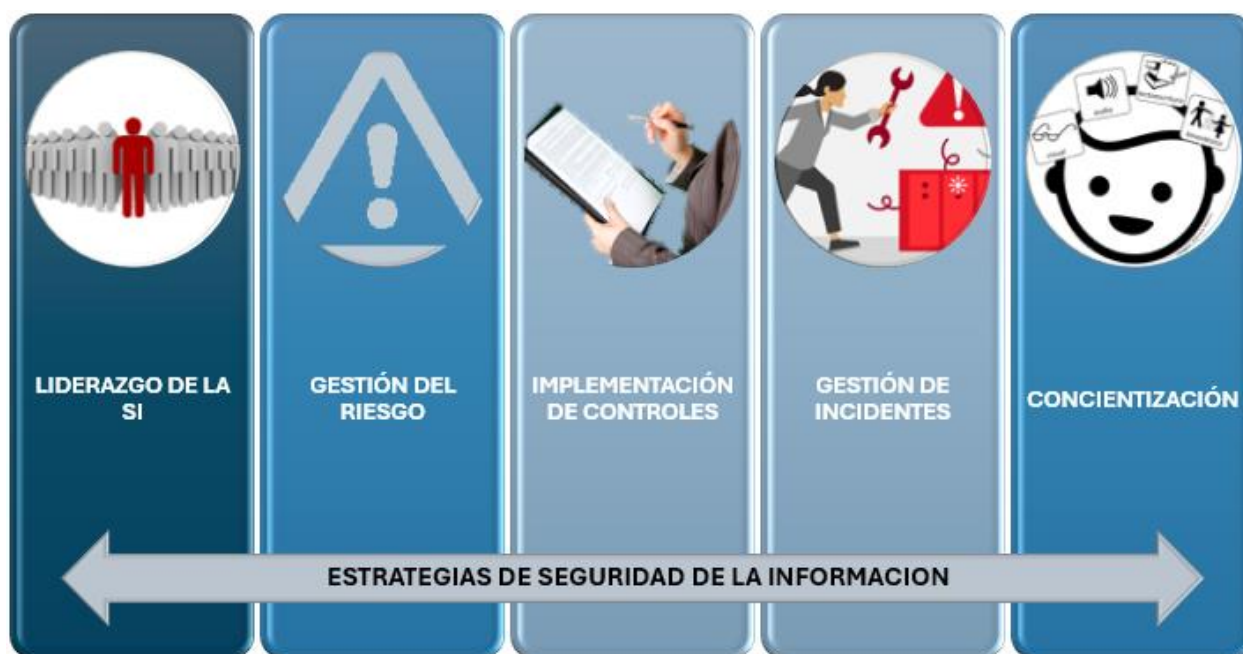 audio
LIDERAZGO DE LA
SI
GESTIÓN DEL
RIESGO
IMPLEMENTACIÓN
DE CONTROLES
GESTIÓN DE
INCIDENTES
CONCIENTIZACIÓN
ESTRATEGIAS DE SEGURIDAD DE LA INFORMACION